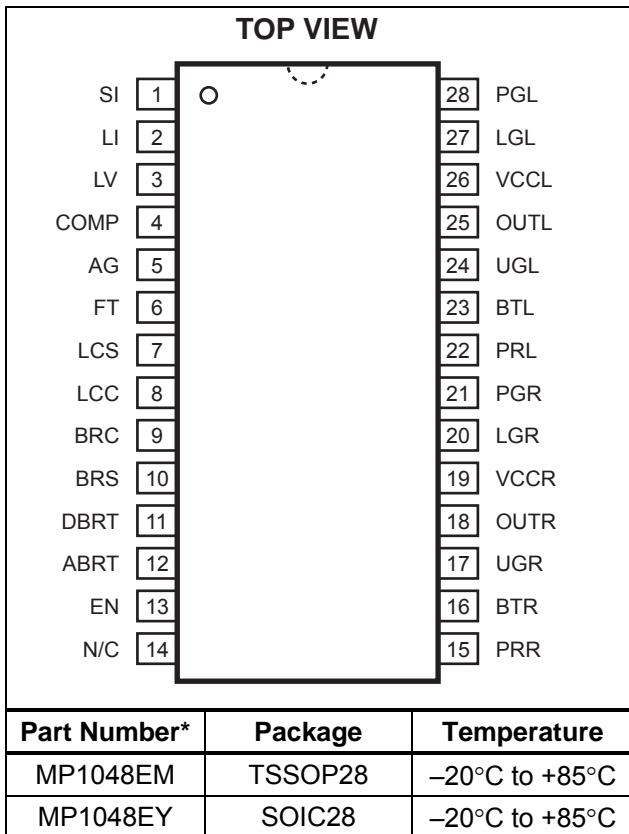 TOP VIEW
SI 1 28 PGL
LI 2 27 LGL
LV 3 26 VCCL
COMP 4 25 OUTL
AG 5 24 UGL
FT 6 23 BTL
LCS 7 22 PRL
LCC 8 21 PGR
BRC 9 20 LGR
BRS 10 19 VCCR
DBRT 11 18 OUTR
ABRT 12 17 UGR
EN 13 16 BTR
N/C 14 15 PRR
Part Number* Package Temperature
MP1048EM TSSOP28 –20°C to +85°C
MP1048EY SOIC28 –20°C to +85°C